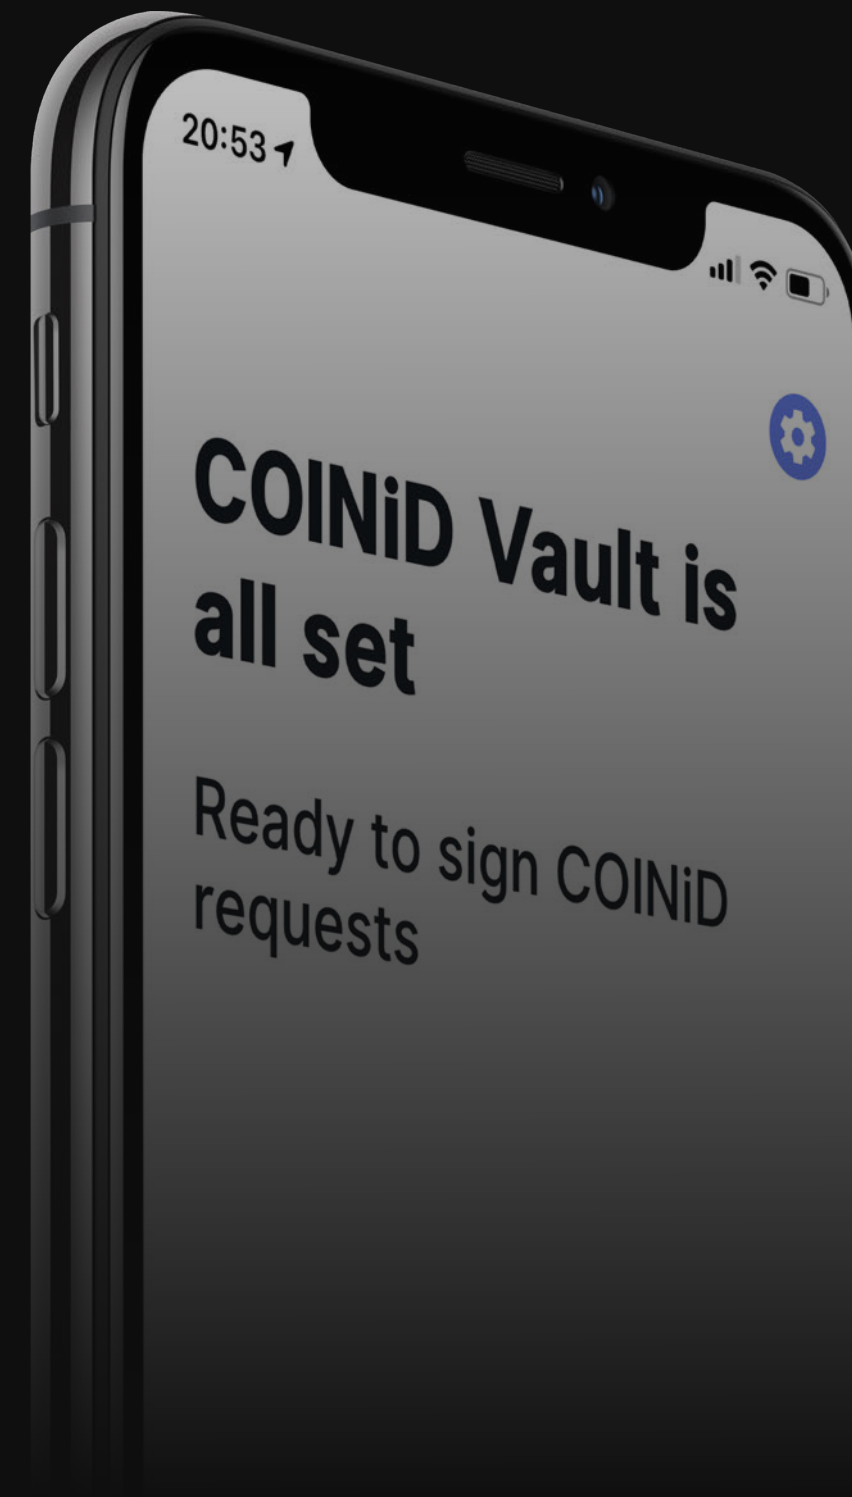 20:53
COINiD Vault is
all set
Ready to sign COINiD
requests